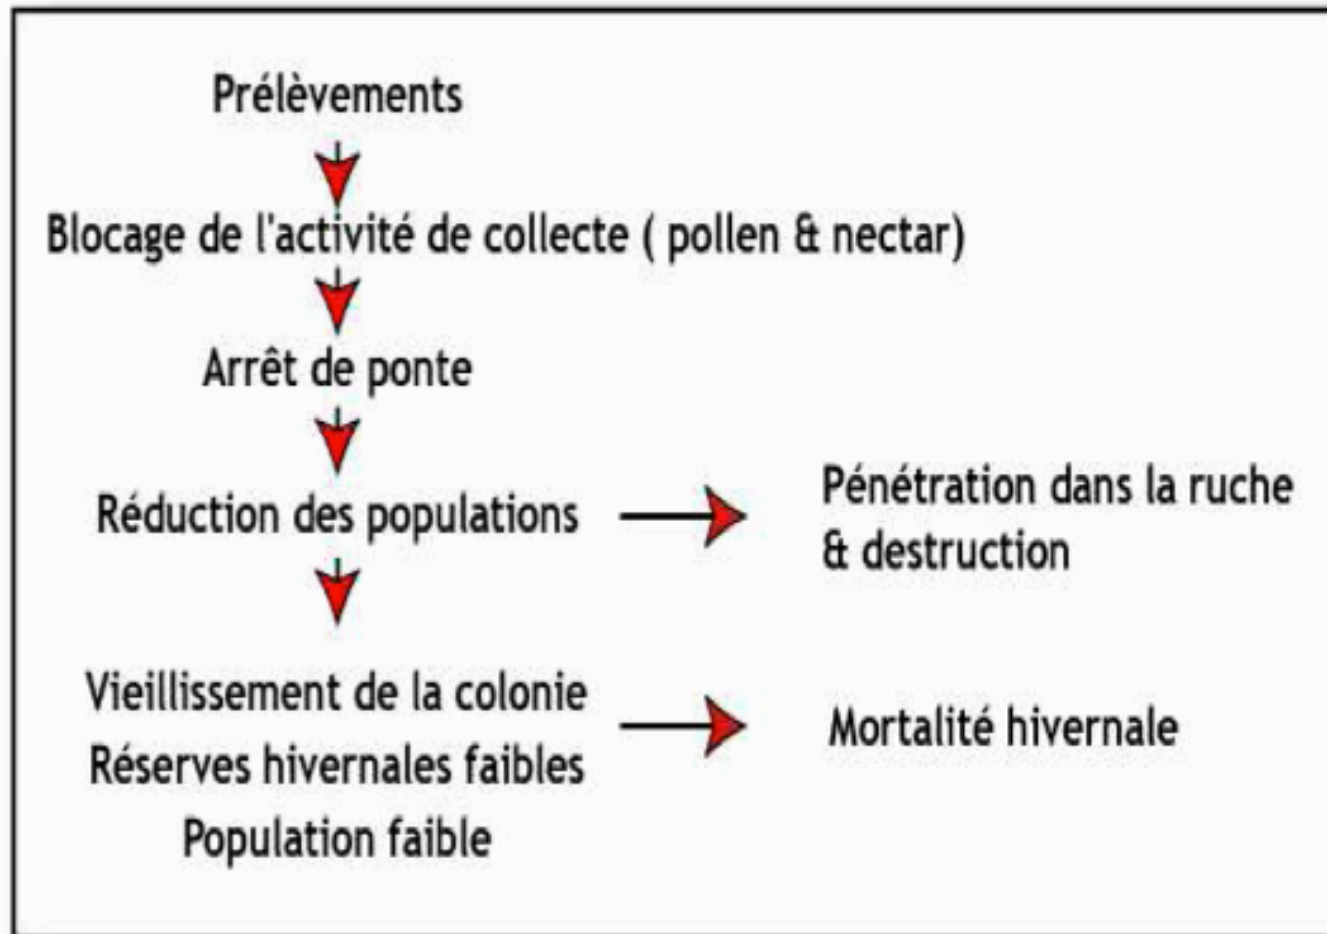 Prélèvements
Blocage de l'activité de collecte ( pollen & nectar)
Arrêt de ponte
Réduction des populations
Pénétration dans la ruche
& destruction
Vieillissement de la colonie
Réserves hivernales faibles
Population faible
Mortalité hivernale